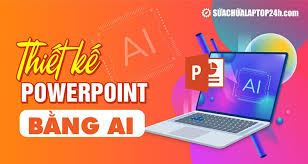 SUACHUALAPTOP24h.com
Thiết kế
POWERPOINT
BẰNG AI
AI
P
AI